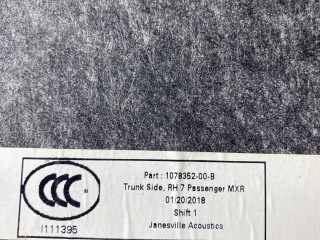 CCC
I111395
Part : 1078352-00-B
Trunk Side, RH 7 Passenger MXR
01/20/2018
Shift 1
Janesville Acoustics